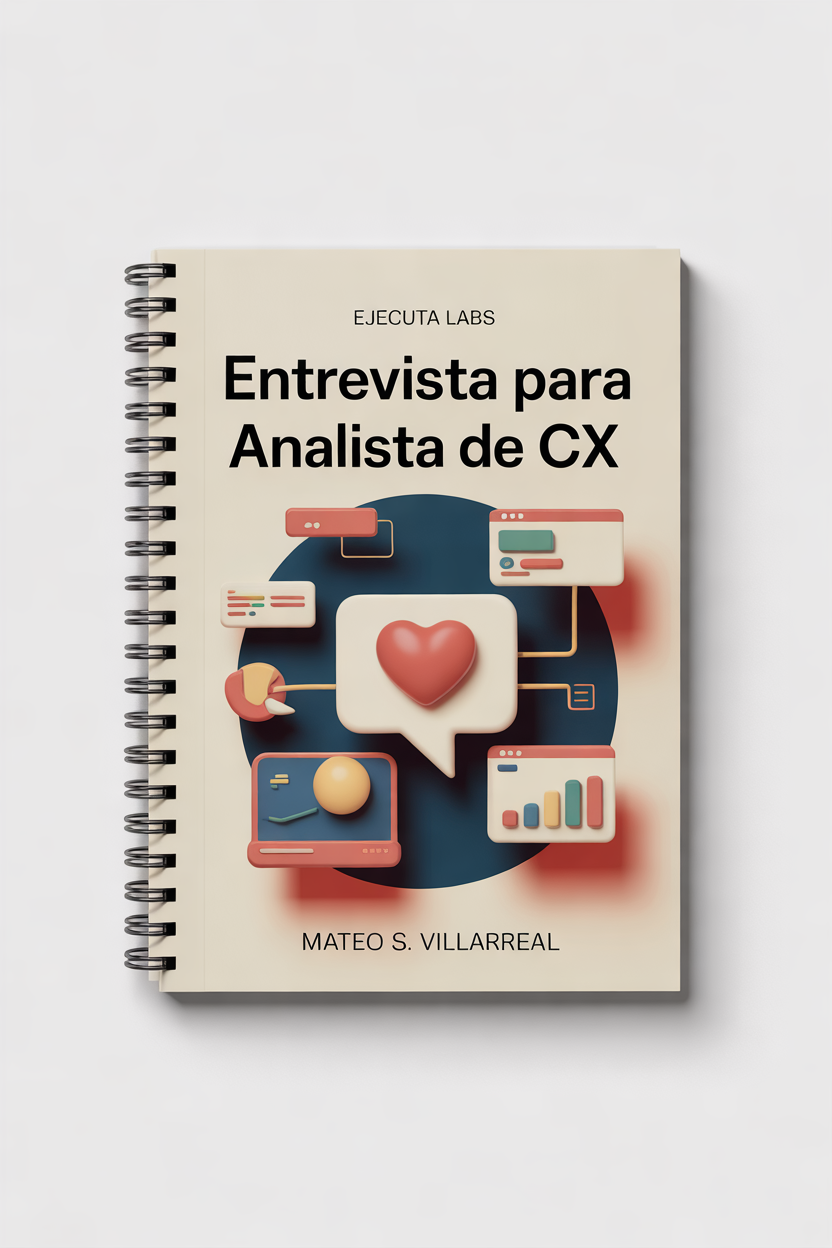 EJECUTA LABS
Entrevista para
Analista de CX
MATEO S. VILLARREAL